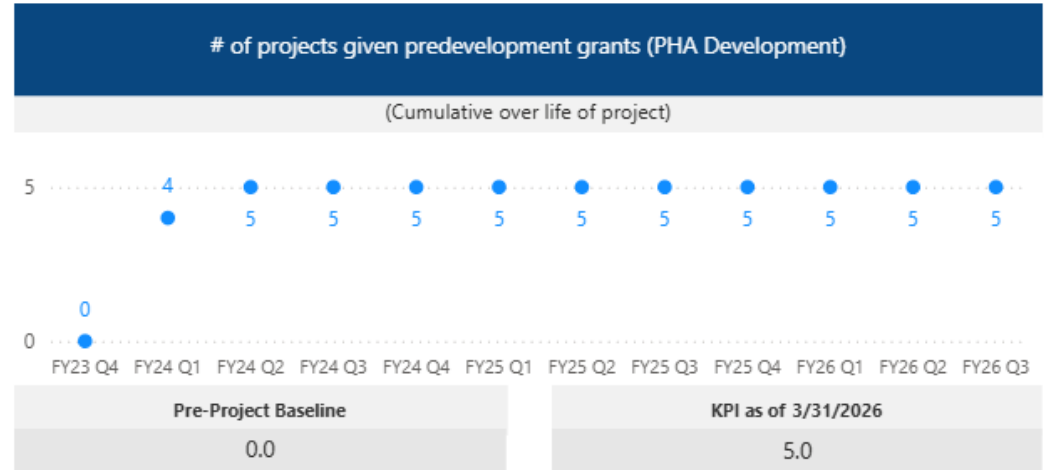 # of projects given predevelopment grants (PHA Development)
(Cumulative over life of project)
5
4
5 5 5 5 5 5 5 5 5 5
0
0
FY23 Q4 FY24 Q1 FY24 Q2 FY24 Q3 FY24 Q4 FY25 Q1 FY25 Q2 FY25 Q3 FY25 Q4 FY26 Q1 FY26 Q2 FY26 Q3
Pre-Project Baseline
0.0
KPI as of 3/31/2026
5.0